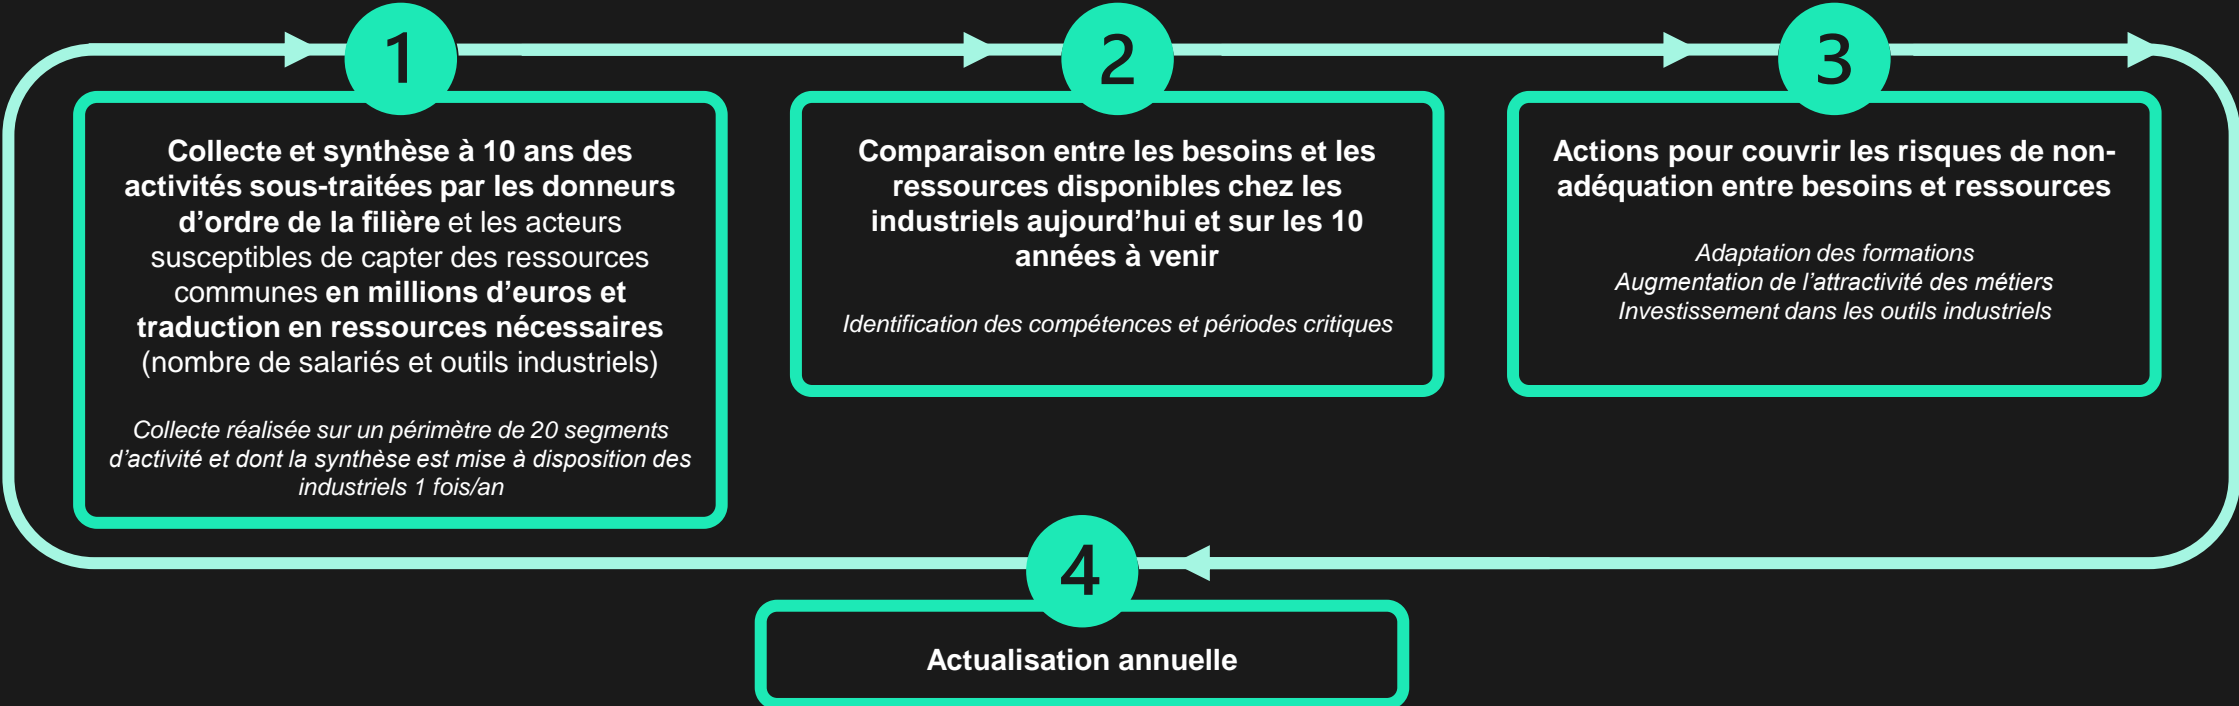 1
Collecte et synthèse à 10 ans des
activités sous-traitées par les donneurs
d’ordre de la filière et les acteurs
susceptibles de capter des ressources
communes en millions d’euros et
traduction en ressources nécessaires
(nombre de salariés et outils industriels)
Collecte réalisée sur un périmètre de 20 segments
d’activité et dont la synthèse est mise à disposition des
industriels 1 fois/an
2
Comparaison entre les besoins et les
ressources disponibles chez les
industriels aujourd’hui et sur les 10
années à venir
Identification des compétences et périodes critiques
3
Actions pour couvrir les risques de non-
adéquation entre besoins et ressources
Adaptation des formations
Augmentation de l’attractivité des métiers
Investissement dans les outils industriels
4
Actualisation annuelle